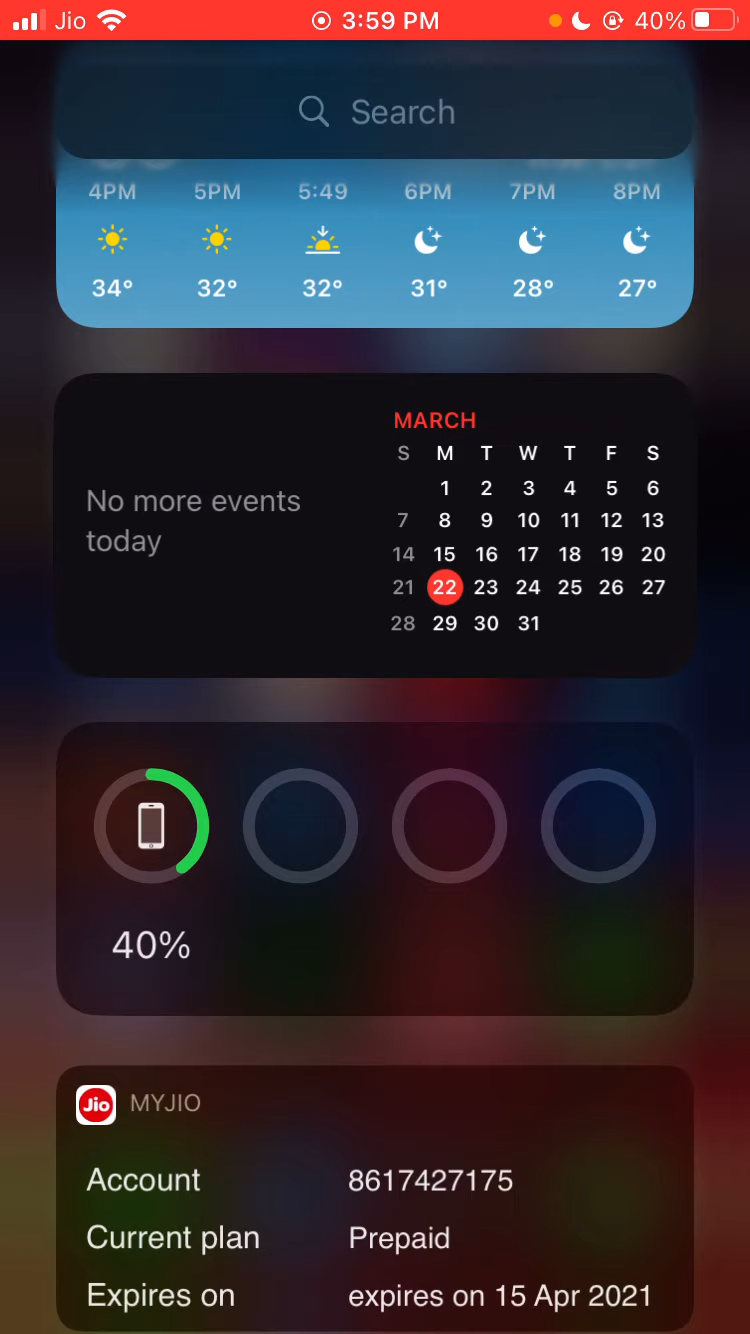 Jio 3:59 PM 40%
Search
4PM 5PM 5:49 6PM 7PM 8PM
34° 32° 32° 31° 28° 27°
No more events
today
MARCH
S M T W T F S
1 2 3 4 5 6
7 8 9 10 11 12 13
14 15 16 17 18 19 20
21 22 23 24 25 26 27
28 29 30 31
40%
Jio MYJIO
Account 8617427175
Current plan Prepaid
Expires on expires on 15 Apr 2021